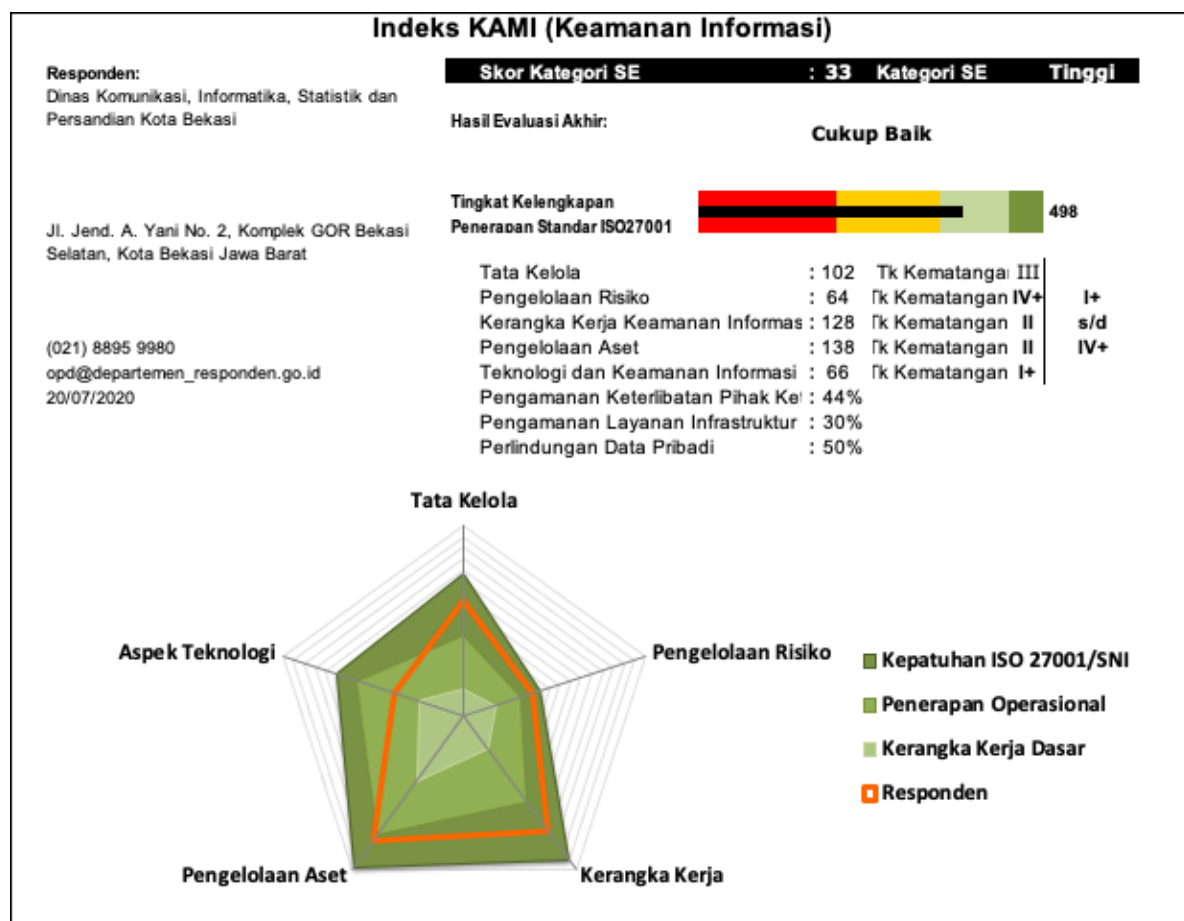 Indeks KAMI (Keamanan Informasi)
Responden:
Dinas Komunikasi, Informatika, Statistik dan
Persandian Kota Bekasi
Jl. Jend. A. Yani No. 2, Komplek GOR Bekasi
Selatan, Kota Bekasi Jawa Barat
(021) 8895 9980
opd@departemen_responden.go.id
20/07/2020
Skor Kategori SE : 33 Kategori SE Tinggi
Hasil Evaluasi Akhir: Cukup Baik
Tingkat Kelengkapan
Penerapan Standar ISO27001
498
Tata Kelola : 102 Tk Kematangai III
Pengelolaan Risiko : 64 Tk Kematangan IV+ I+
Kerangka Kerja Keamanan Informas : 128 Tk Kematangan II s/d
Pengelolaan Aset : 138 Tk Kematangan II IV+
Teknologi dan Keamanan Informasi : 66 Tk Kematangan I+
Pengamanan Keterlibatan Pihak Ke : 44%
Pengamanan Layanan Infrastruktur : 30%
Perlindungan Data Pribadi : 50%
Tata Kelola
Pengelolaan Risiko
Kerangka Kerja
Pengelolaan Aset
Aspek Teknologi
Kepatuhan ISO 27001/SNI
Penerapan Operasional
Kerangka Kerja Dasar
Responden